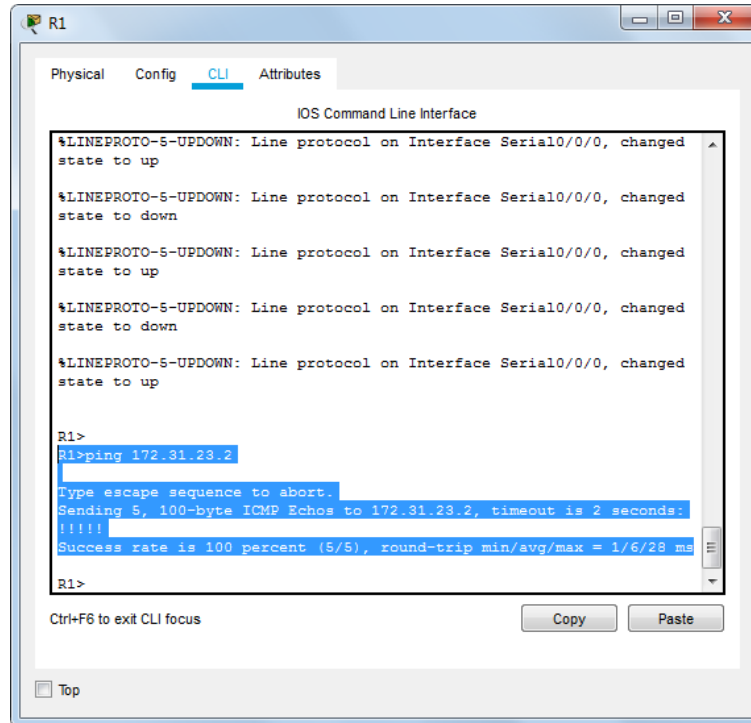 R1
Physical Config CLI Attributes
IOS Command Line Interface
%LINEPROTO-5-UPDOWN: Line protocol on Interface Serial0/0/0, changed
state to up
%LINEPROTO-5-UPDOWN: Line protocol on Interface Serial0/0/0, changed
state to down
%LINEPROTO-5-UPDOWN: Line protocol on Interface Serial0/0/0, changed
state to up
%LINEPROTO-5-UPDOWN: Line protocol on Interface Serial0/0/0, changed
state to down
%LINEPROTO-5-UPDOWN: Line protocol on Interface Serial0/0/0, changed
state to up
R1>
R1>ping 172.31.23.2
Type escape sequence to abort.
Sending 5, 100-byte ICMP Echos to 172.31.23.2, timeout is 2 seconds:
!!!!!
Success rate is 100 percent (5/5), round-trip min/avg/max = 1/6/28 ms
R1>
Ctrl+F6 to exit CLI focus
Copy Paste
Top